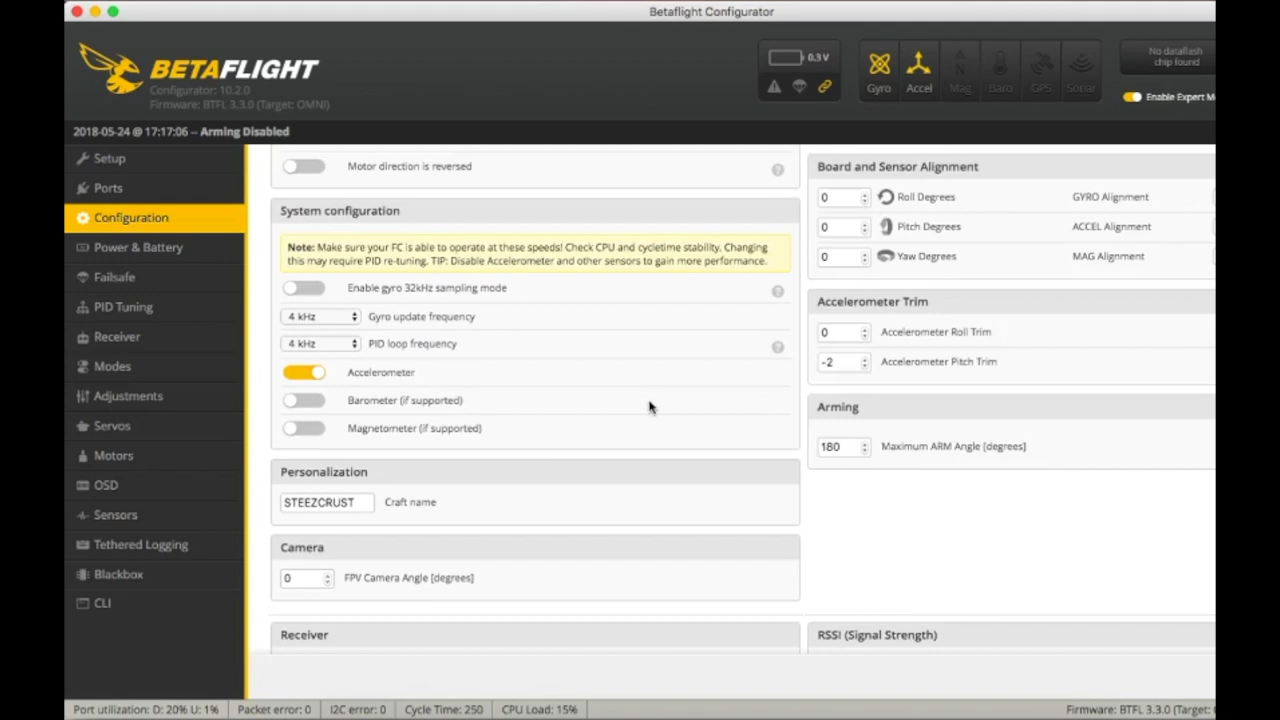 Betaflight Configurator
BETAFLIGHT
Configurator: 10.2.0
Firmware: BTFL 3.3.0 (Target: OMNI)
0.3 V
Gyro
Accel
Mag
Baro
GPS
Sonar
No dataflash
chip found
Enable Expert M
2018-05-24 @ 17:17:06 -- Arming Disabled
Setup
Ports
Configuration
Power & Battery
Failsafe
PID Tuning
Receiver
Modes
Adjustments
Servos
Motors
OSD
Sensors
Tethered Logging
Blackbox
CLI
Motor direction is reversed
System configuration
Note: Make sure your FC is able to operate at these speeds! Check CPU and cycletime stability. Changing
this may require PID re-tuning. TIP: Disable Accelerometer and other sensors to gain more performance.
Enable gyro 32kHz sampling mode
4 kHz Gyro update frequency
4 kHz PID loop frequency
Accelerometer
Barometer (if supported)
Magnetometer (if supported)
Personalization
STEEZCRUST Craft name
Camera
0 FPV Camera Angle [degrees]
Receiver
Board and Sensor Alignment
0 Roll Degrees GYRO Alignment
0 Pitch Degrees ACCEL Alignment
0 Yaw Degrees MAG Alignment
Accelerometer Trim
0 Accelerometer Roll Trim
-2 Accelerometer Pitch Trim
Arming
180 Maximum ARM Angle [degrees]
RSSI (Signal Strength)
Port utilization: D: 20% U: 1% Packet error: 0 I2C error: 0 Cycle Time: 250 CPU Load: 15% Firmware: BTFL 3.3.0 (Target: